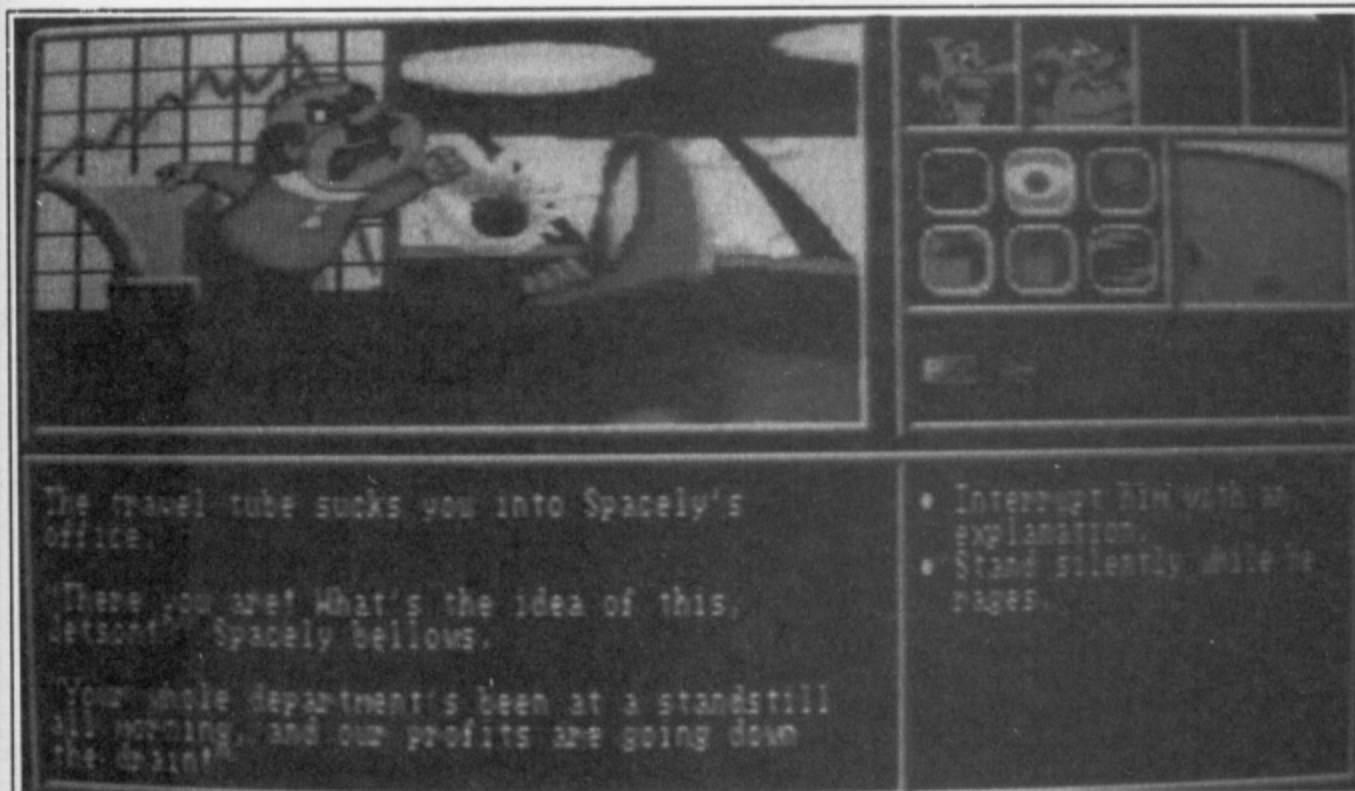 The travel tube sucks you into Spacely's
office.
"There you are! What's the idea of this,
Jetson!" Spacely bellows.
"Your whole department's been at a standstill
all morning, and our profits are going down
the drain!"
• Interrupt him with an
explanation.
• Stand silently while he
rages.